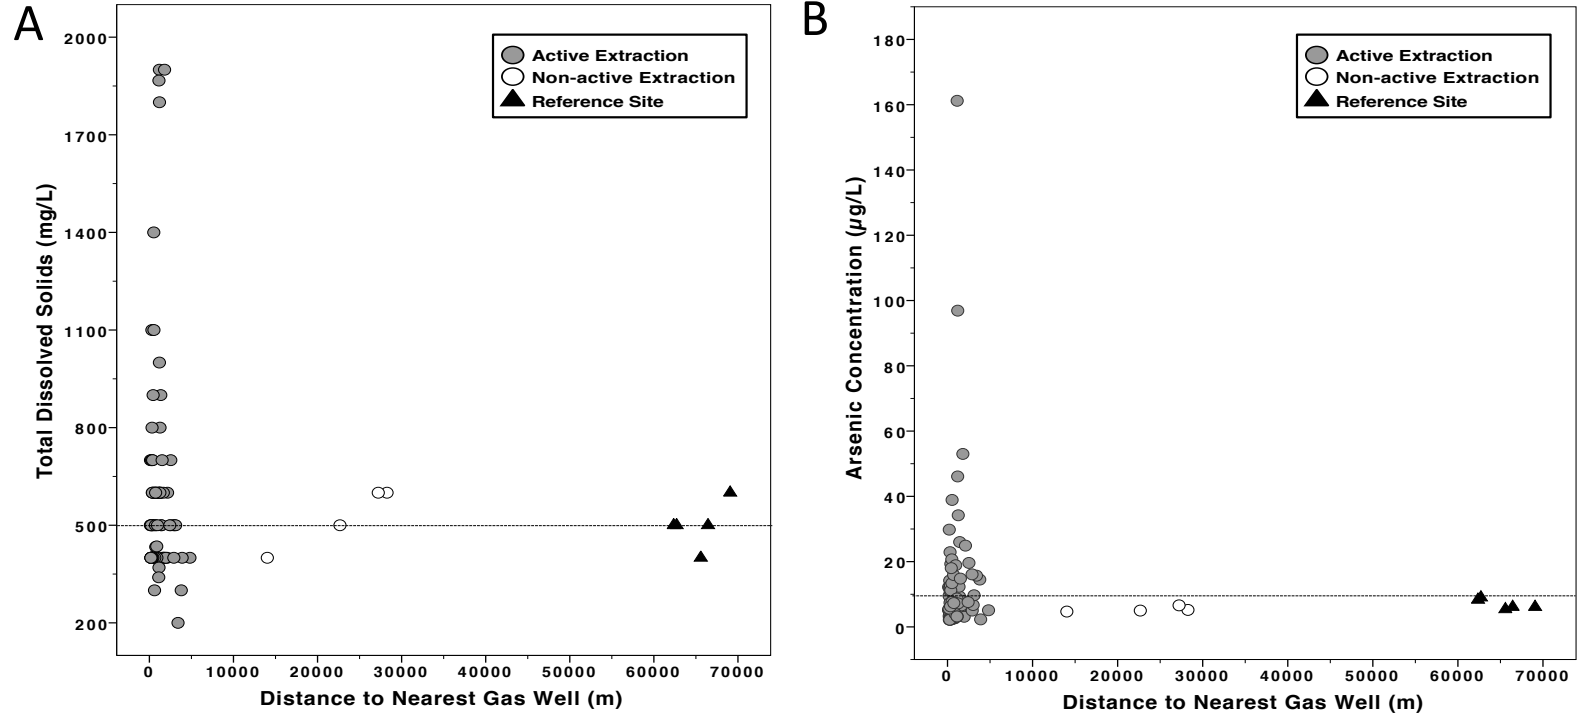 A
Total Dissolved Solids (mg/L)
2000
1700
1400
1100
800
500
200
Active Extraction
Non-active Extraction
Reference Site
0 10000 20000 30000 40000 50000 60000 70000
Distance to Nearest Gas Well (m)
B
Arsenic Concentration (µg/L)
180
160
140
120
100
80
60
40
20
0
Active Extraction
Non-active Extraction
Reference Site
0 10000 20000 30000 40000 50000 60000 70000
Distance to Nearest Gas Well (m)